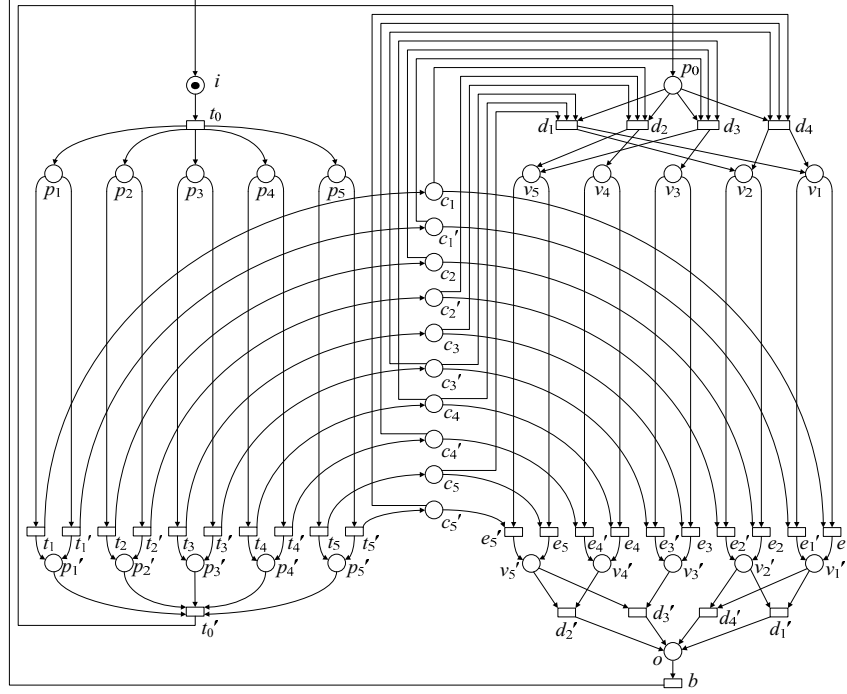 i
p0
t0
d1 d2 d3 d4
p1 p2 p3 p4 p5
v5 v4 v3 v2 v1
c1
c1′
c2
c2′
c3
c3′
c4
c4′
c5
c5′
t1 t1′ t2 t2′ t3 t3′ t4 t4′ t5 t5′ e5′ e5 e4′ e4 e3′ e3 e2′ e2 e1′ e
p1′ p2′ p3′ p4′ p5′ v5′ v4′ v3′ v2′ v1′
t0′ d2′ d3′ d4′ d1′
o
b